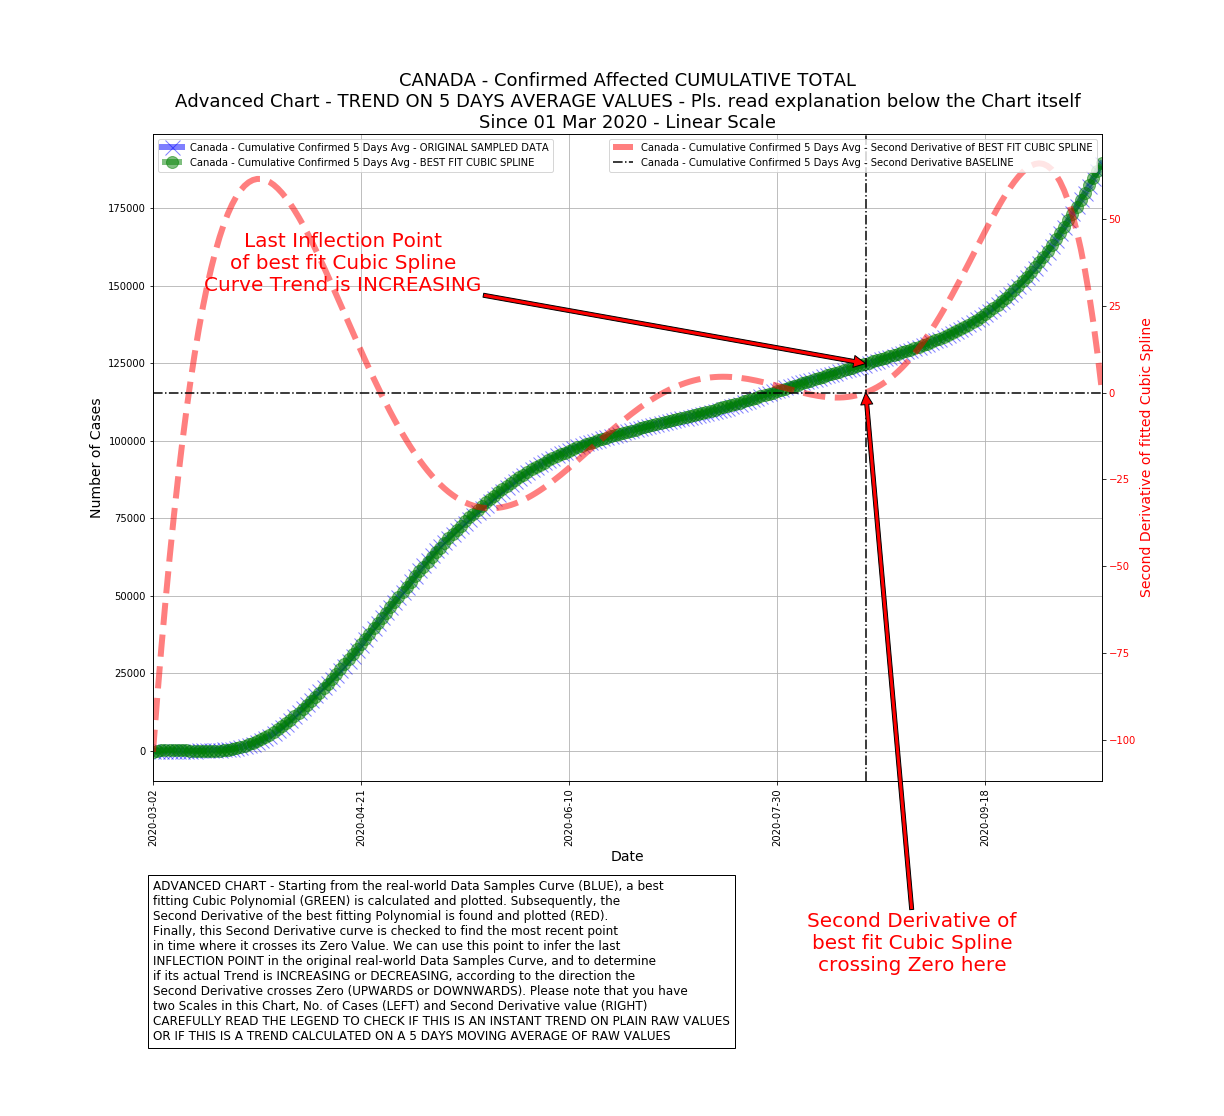 CANADA - Confirmed Affected CUMULATIVE TOTAL
Advanced Chart - TREND ON 5 DAYS AVERAGE VALUES - Pls. read explanation below the Chart itself
Since 01 Mar 2020 - Linear Scale
Canada - Cumulative Confirmed 5 Days Avg - ORIGINAL SAMPLED DATA
Canada - Cumulative Confirmed 5 Days Avg - BEST FIT CUBIC SPLINE
Canada - Cumulative Confirmed 5 Days Avg - Second Derivative of BEST FIT CUBIC SPLINE
Canada - Cumulative Confirmed 5 Days Avg - Second Derivative BASELINE
Last Inflection Point
of best fit Cubic Spline
Curve Trend is INCREASING
Number of Cases
175000
150000
125000
100000
75000
50000
25000
0
50
25
0
−25
−50
−75
−100
Second Derivative of fitted Cubic Spline
2020-03-02
2020-04-21
2020-06-10
2020-07-30
2020-09-18
Date
Second Derivative of
best fit Cubic Spline
crossing Zero here
ADVANCED CHART - Starting from the real-world Data Samples Curve (BLUE), a best
fitting Cubic Polynomial (GREEN) is calculated and plotted. Subsequently, the
Second Derivative of the best fitting Polynomial is found and plotted (RED).
Finally, this Second Derivative curve is checked to find the most recent point
in time where it crosses its Zero Value. We can use this point to infer the last
INFLECTION POINT in the original real-world Data Samples Curve, and to determine
if its actual Trend is INCREASING or DECREASING, according to the direction the
Second Derivative crosses Zero (UPWARDS or DOWNWARDS). Please note that you have
two Scales in this Chart, No. of Cases (LEFT) and Second Derivative value (RIGHT)
CAREFULLY READ THE LEGEND TO CHECK IF THIS IS AN INSTANT TREND ON PLAIN RAW VALUES
OR IF THIS IS A TREND CALCULATED ON A 5 DAYS MOVING AVERAGE OF RAW VALUES